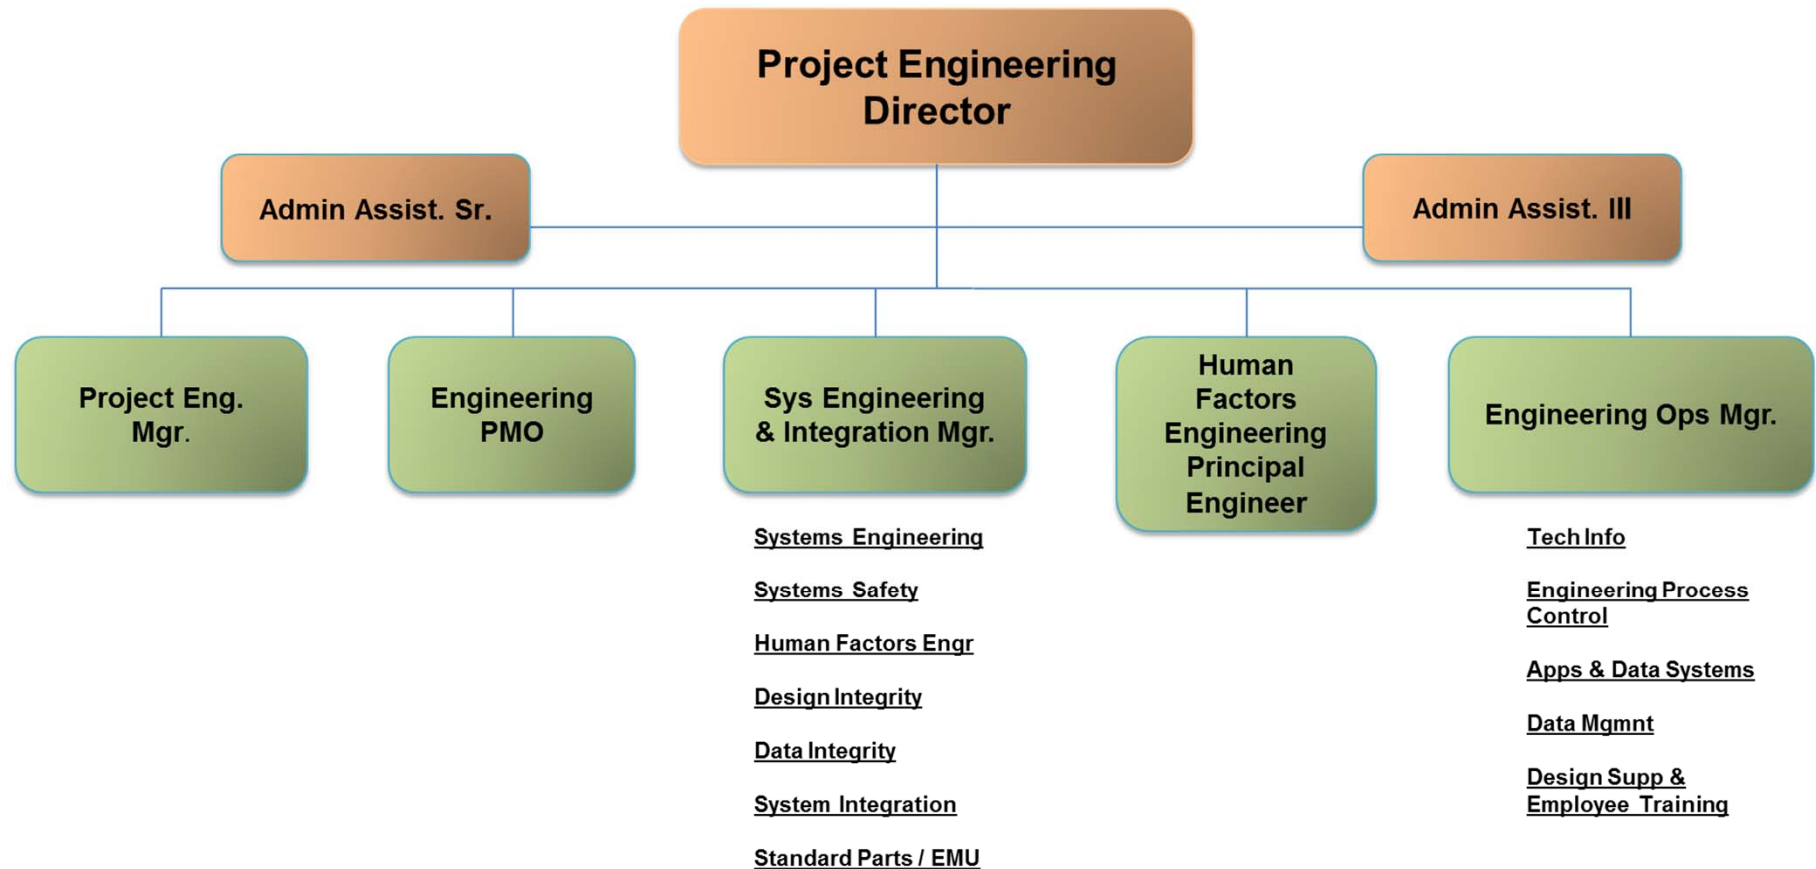 Project Engineering
Director
Admin Assist. Sr.
Admin Assist. III
Project Eng.
Mgr.
Engineering
PMO
Sys Engineering
& Integration Mgr.
Human
Factors
Engineering
Principal
Engineer
Engineering Ops Mgr.
Systems Engineering
Systems Safety
Human Factors Engr
Design Integrity
Data Integrity
System Integration
Standard Parts / EMU
Tech Info
Engineering Process
Control
Apps & Data Systems
Data Mgmnt
Design Supp &
Employee Training